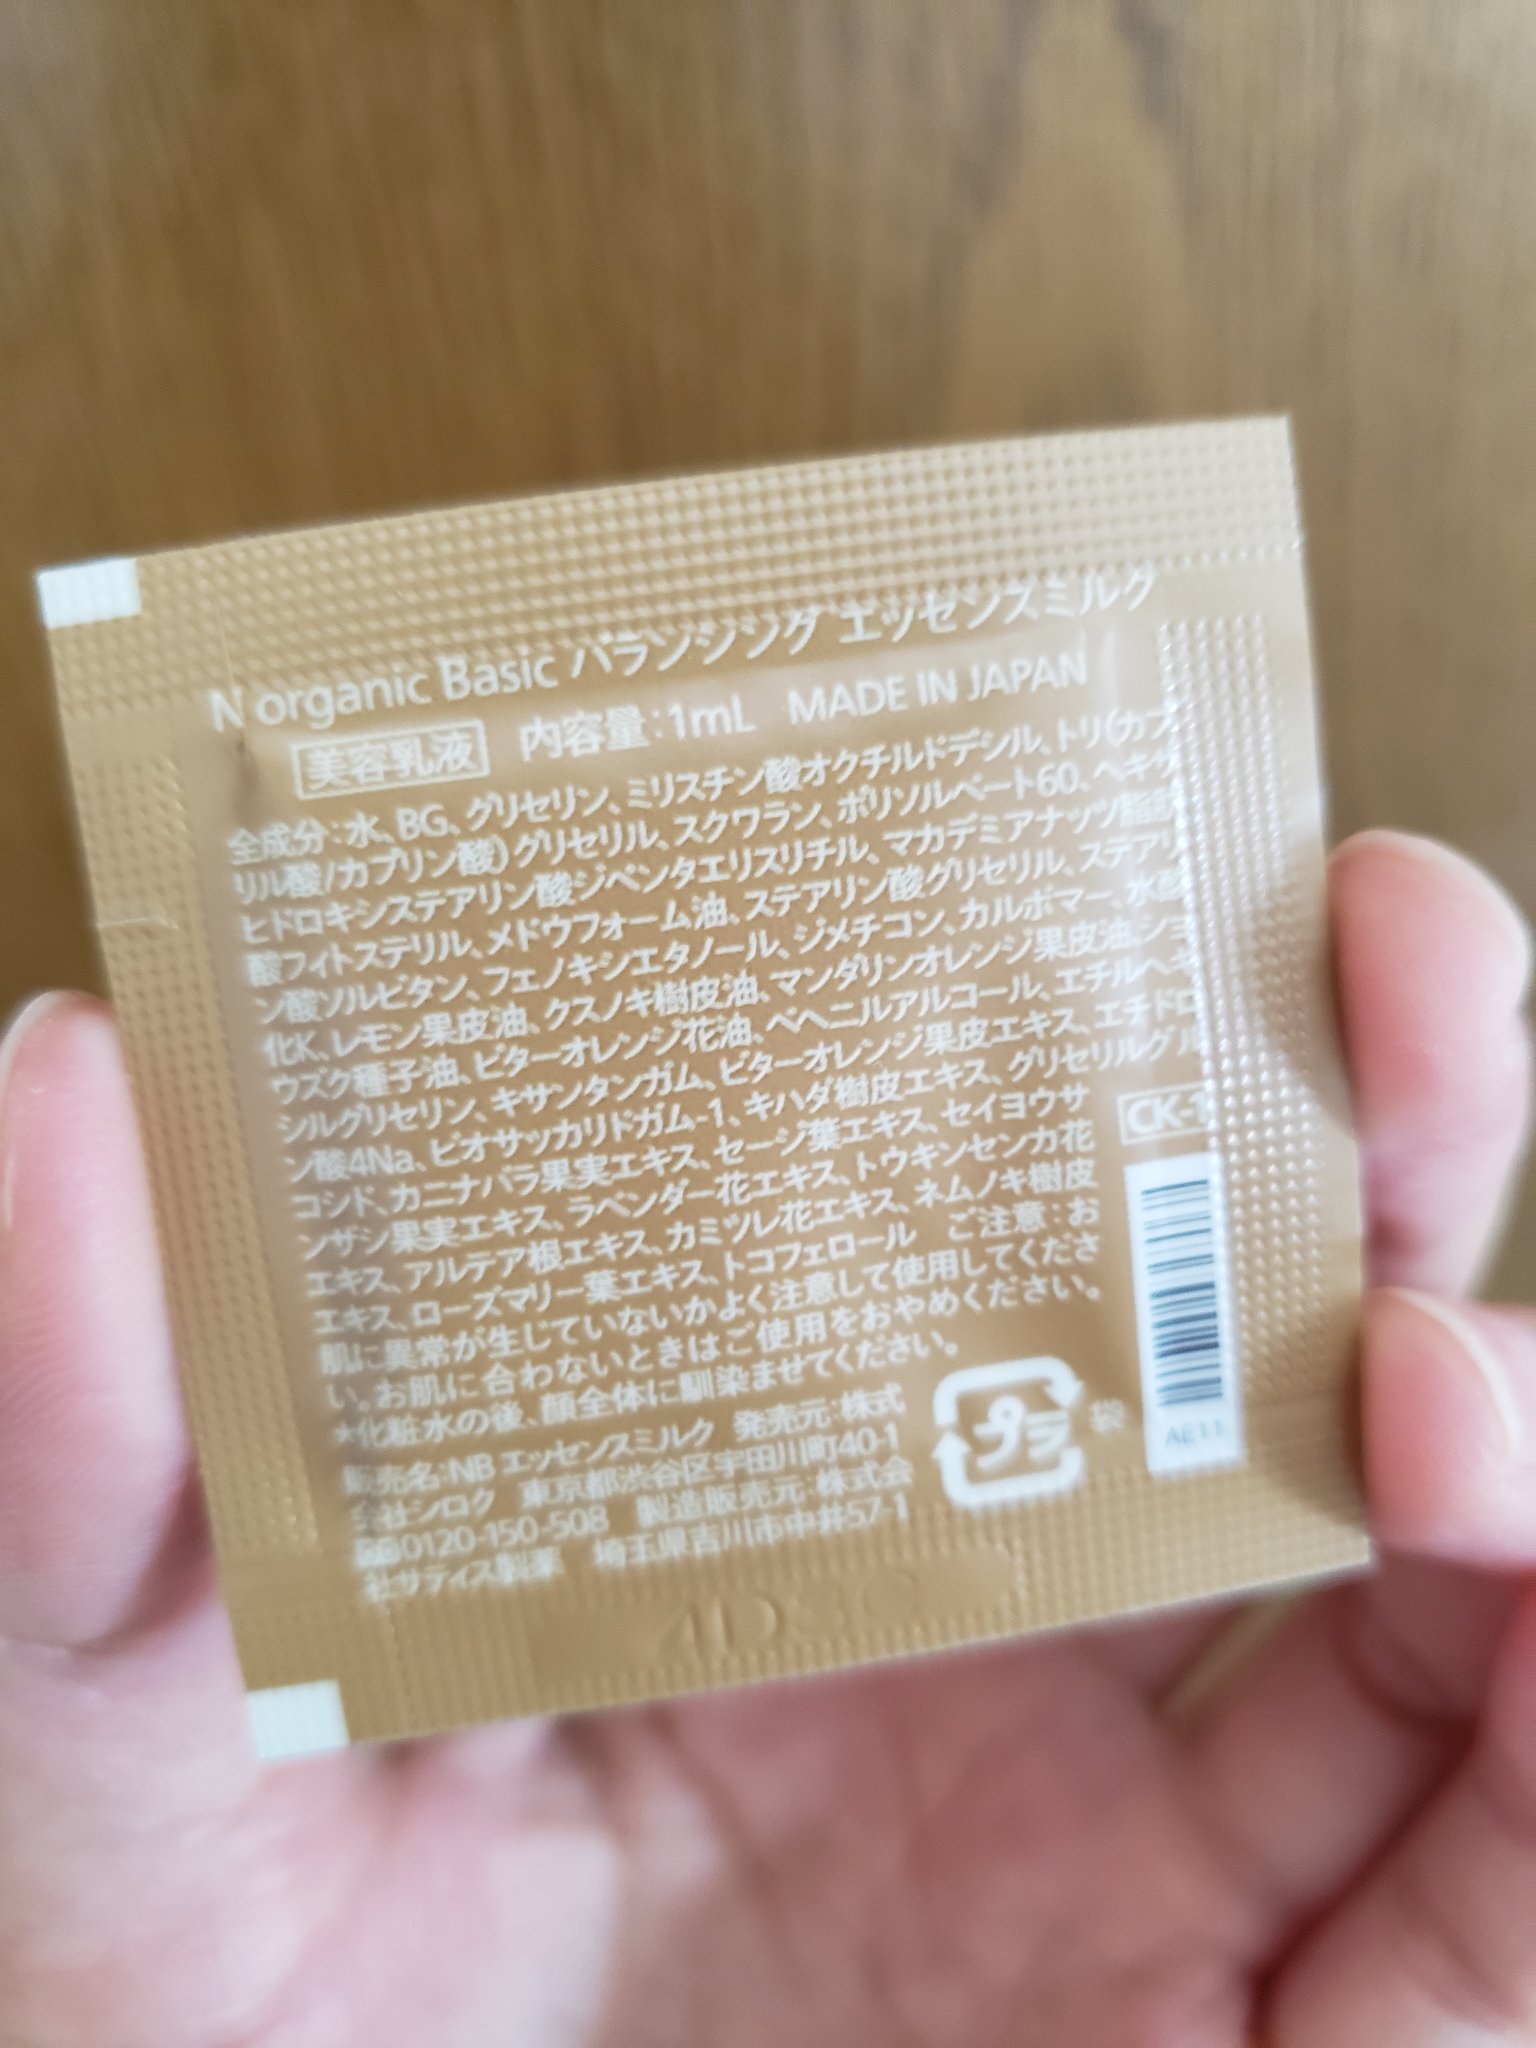 N organic Basic バランシング エッセンスミルク
美容乳液 内容量:1mL MADE IN JAPAN
全成分:水、BG、グリセリン、ミリスチン酸オクチルドデシル、トリ(カプ
リル酸/カプリン酸)グリセリル、スクワラン、ポリソルベート60、ヘキサ
ヒドロキシステアリン酸ジペンタエリスリチル、マカデミアナッツ脂肪
酸フィトステリル、メドウフォーム油、ステアリン酸グリセリル、ステアリ
ン酸ソルビタン、フェノキシエタノール、ジメチコン、カルボマー、水酸
化K、レモン果皮油、クスノキ樹皮油、マンダリンオレンジ果皮油、ショ
ウズク種子油、ビターオレンジ花油、ベヘニルアルコール、エチルヘキ
シルグリセリン、キサンタンガム、ビターオレンジ果皮エキス、エチドロ
ン酸4Na、ビオサッカリドガム-1、キハダ樹皮エキス、グリセリルグル
コシド、カニナバラ果実エキス、セージ葉エキス、セイヨウサ
ンザシ果実エキス、ラベンダー花エキス、トウキンセンカ花
エキス、アルテア根エキス、カミツレ花エキス、ネムノキ樹皮
エキス、ローズマリー葉エキス、トコフェロール ご注意:お
肌に異常が生じていないかよく注意して使用してくださ
い。お肌に合わないときはご使用をおやめください。
★化粧水の後、顔全体に馴染ませてください。
販売名:NB エッセンスミルク 発売元:株式
会社シロク 東京都渋谷区宇田川町40-1
0120-150-508 製造販売元:株式会
社サティス製薬 埼玉県吉川市中井57-1
プラ 袋
CK-1
AE11